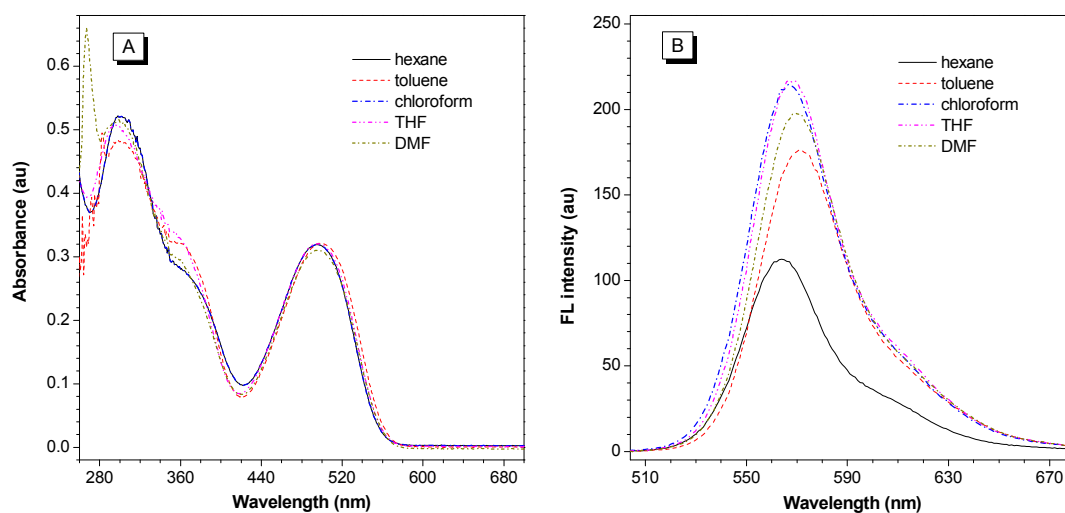 A
hexane
toluene
chloroform
THF
DMF
Absorbance (au)
0.6
0.5
0.4
0.3
0.2
0.1
0.0
280 360 440 520 600 680
Wavelength (nm)
B
hexane
toluene
chloroform
THF
DMF
FL intensity (au)
250
200
150
100
50
0
510 550 590 630 670
Wavelength (nm)